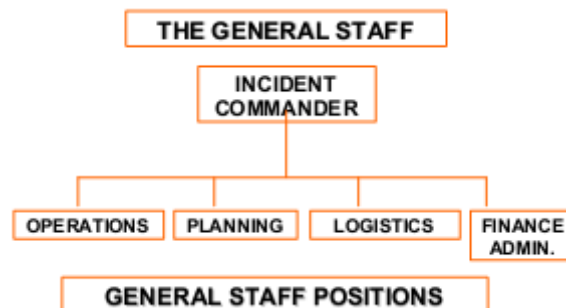 THE GENERAL STAFF
INCIDENT
COMMANDER
OPERATIONS
PLANNING
LOGISTICS
FINANCE
ADMIN.
GENERAL STAFF POSITIONS